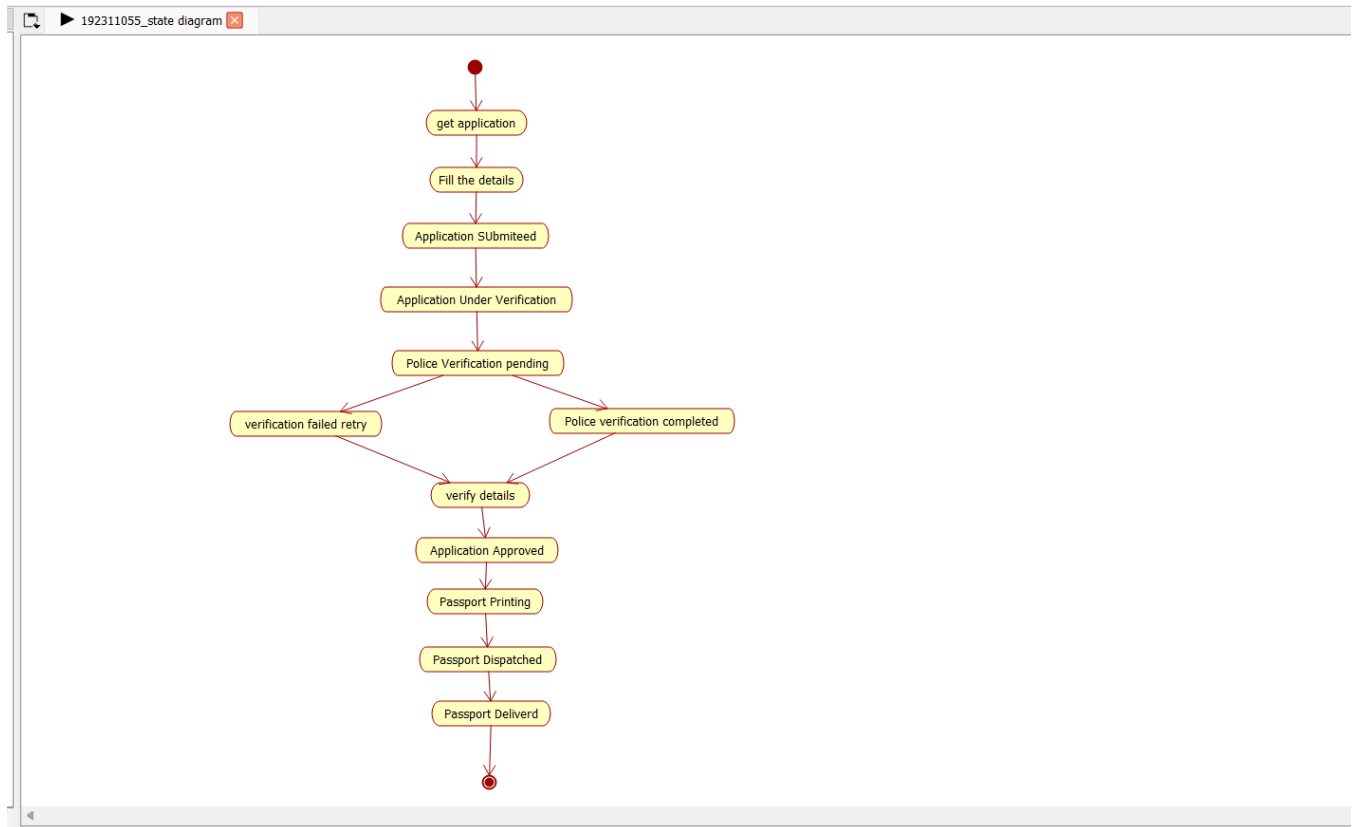 192311055_state diagram
get application
Fill the details
Application SUbmiteed
Application Under Verification
Police Verification pending
verification failed retry
Police verification completed
verify details
Application Approved
Passport Printing
Passport Dispatched
Passport Deliverd